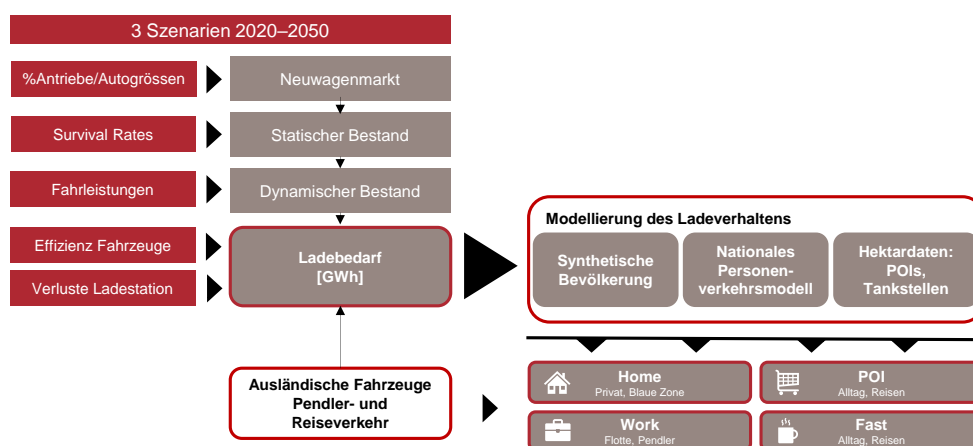 3 Szenarien 2020–2050
%Antriebe/Autogrössen
Neuwagenmarkt
Survival Rates
Statischer Bestand
Fahrleistungen
Dynamischer Bestand
Effizienz Fahrzeuge
Verluste Ladestation
Ladebedarf
[GWh]
Ausländische Fahrzeuge
Pendler- und
Reiseverkehr
Modellierung des Ladeverhaltens
Synthetische
Bevölkerung
Nationales
Personen-
verkehrsmodell
Hektardaten:
POIs,
Tankstellen
Home
Privat, Blaue Zone
POI
Alltag, Reisen
Work
Flotte, Pendler
Fast
Alltag, Reisen